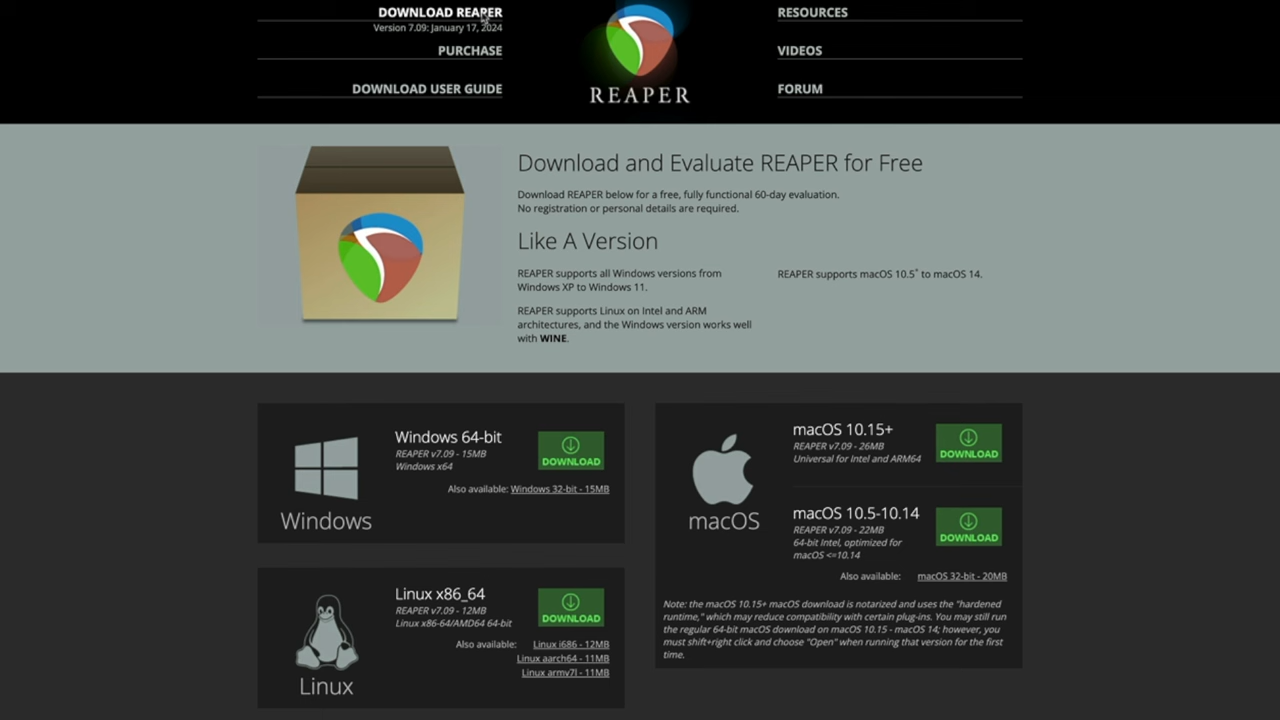 DOWNLOAD REAPER
Version 7.09: January 17, 2024
PURCHASE
DOWNLOAD USER GUIDE
REAPER
RESOURCES
VIDEOS
FORUM
Download and Evaluate REAPER for Free
Download REAPER below for a free, fully functional 60-day evaluation.
No registration or personal details are required.
Like A Version
REAPER supports all Windows versions from
Windows XP to Windows 11.
REAPER supports Linux on Intel and ARM
architectures, and the Windows version works well
with WINE.
REAPER supports macOS 10.5* to macOS 14.
Windows
Windows 64-bit
REAPER v7.09 - 15MB
Windows x64
DOWNLOAD
Also available: Windows 32-bit - 15MB
Linux
Linux x86_64
REAPER v7.09 - 12MB
Linux x86-64/AMD64 64-bit
DOWNLOAD
Also available: Linux i686 - 12MB
Linux aarch64 - 11MB
Linux armv7l - 11MB
macOS
macOS 10.15+
REAPER v7.09 - 26MB
Universal for Intel and ARM64
DOWNLOAD
macOS 10.5-10.14
REAPER v7.09 - 22MB
64-bit Intel, optimized for
macOS <=10.14
DOWNLOAD
Also available: macOS 32-bit - 20MB
Note: the macOS 10.15+ macOS download is notarized and uses the "hardened
runtime," which may reduce compatibility with certain plug-ins. You may still run
the regular 64-bit macOS download on macOS 10.15 - macOS 14; however, you
must shift+right click and choose "Open" when running that version for the first
time.